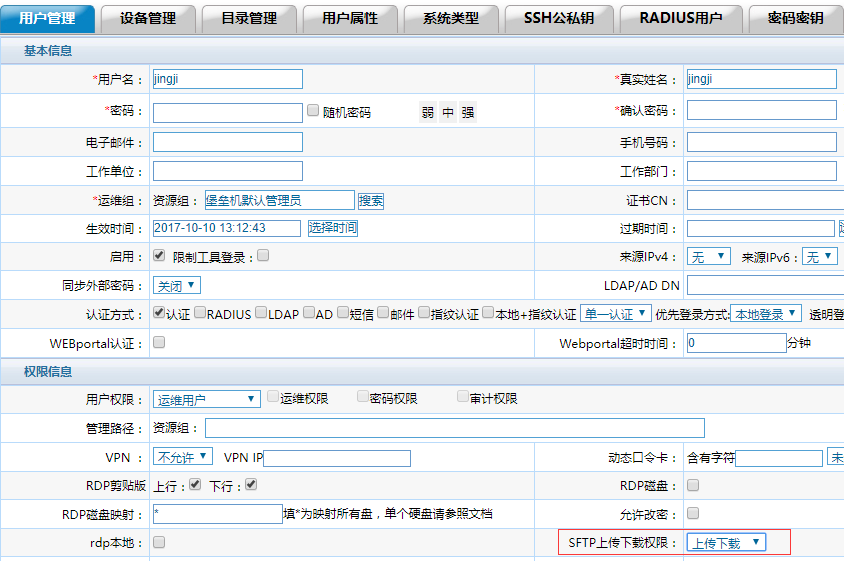 用户管理 设备管理 目录管理 用户属性 系统类型 SSH公私钥 RADIUS用户 密码密钥
基本信息
*用户名： jingji *真实姓名： jingji
*密码： 随机密码 弱 中 强 *确认密码：
电子邮件： 手机号码：
工作单位： 工作部门：
*运维组： 资源组： 堡垒机默认管理员 搜索 证书CN：
生效时间： 2017-10-10 13:12:43 选择时间 过期时间：
启用： 限制工具登录： 来源IPv4： 无 来源IPv6： 无
同步外部密码： 关闭 LDAP/AD DN
认证方式： 认证 RADIUS LDAP AD 短信 邮件 指纹认证 本地+指纹认证 单一认证 优先登录方式: 本地登录 透明登
WEBportal认证： Webportal超时时间： 0 分钟
权限信息
用户权限： 运维用户 运维权限 密码权限 审计权限
管理路径： 资源组：
VPN ： 不允许 VPN IP 动态口令卡： 含有字符 未
RDP剪贴版 上行： 下行： RDP磁盘：
RDP磁盘映射： * 填*为映射所有盘，单个硬盘请参照文档 允许改密：
rdp本地： SFTP上传下载权限： 上传下载